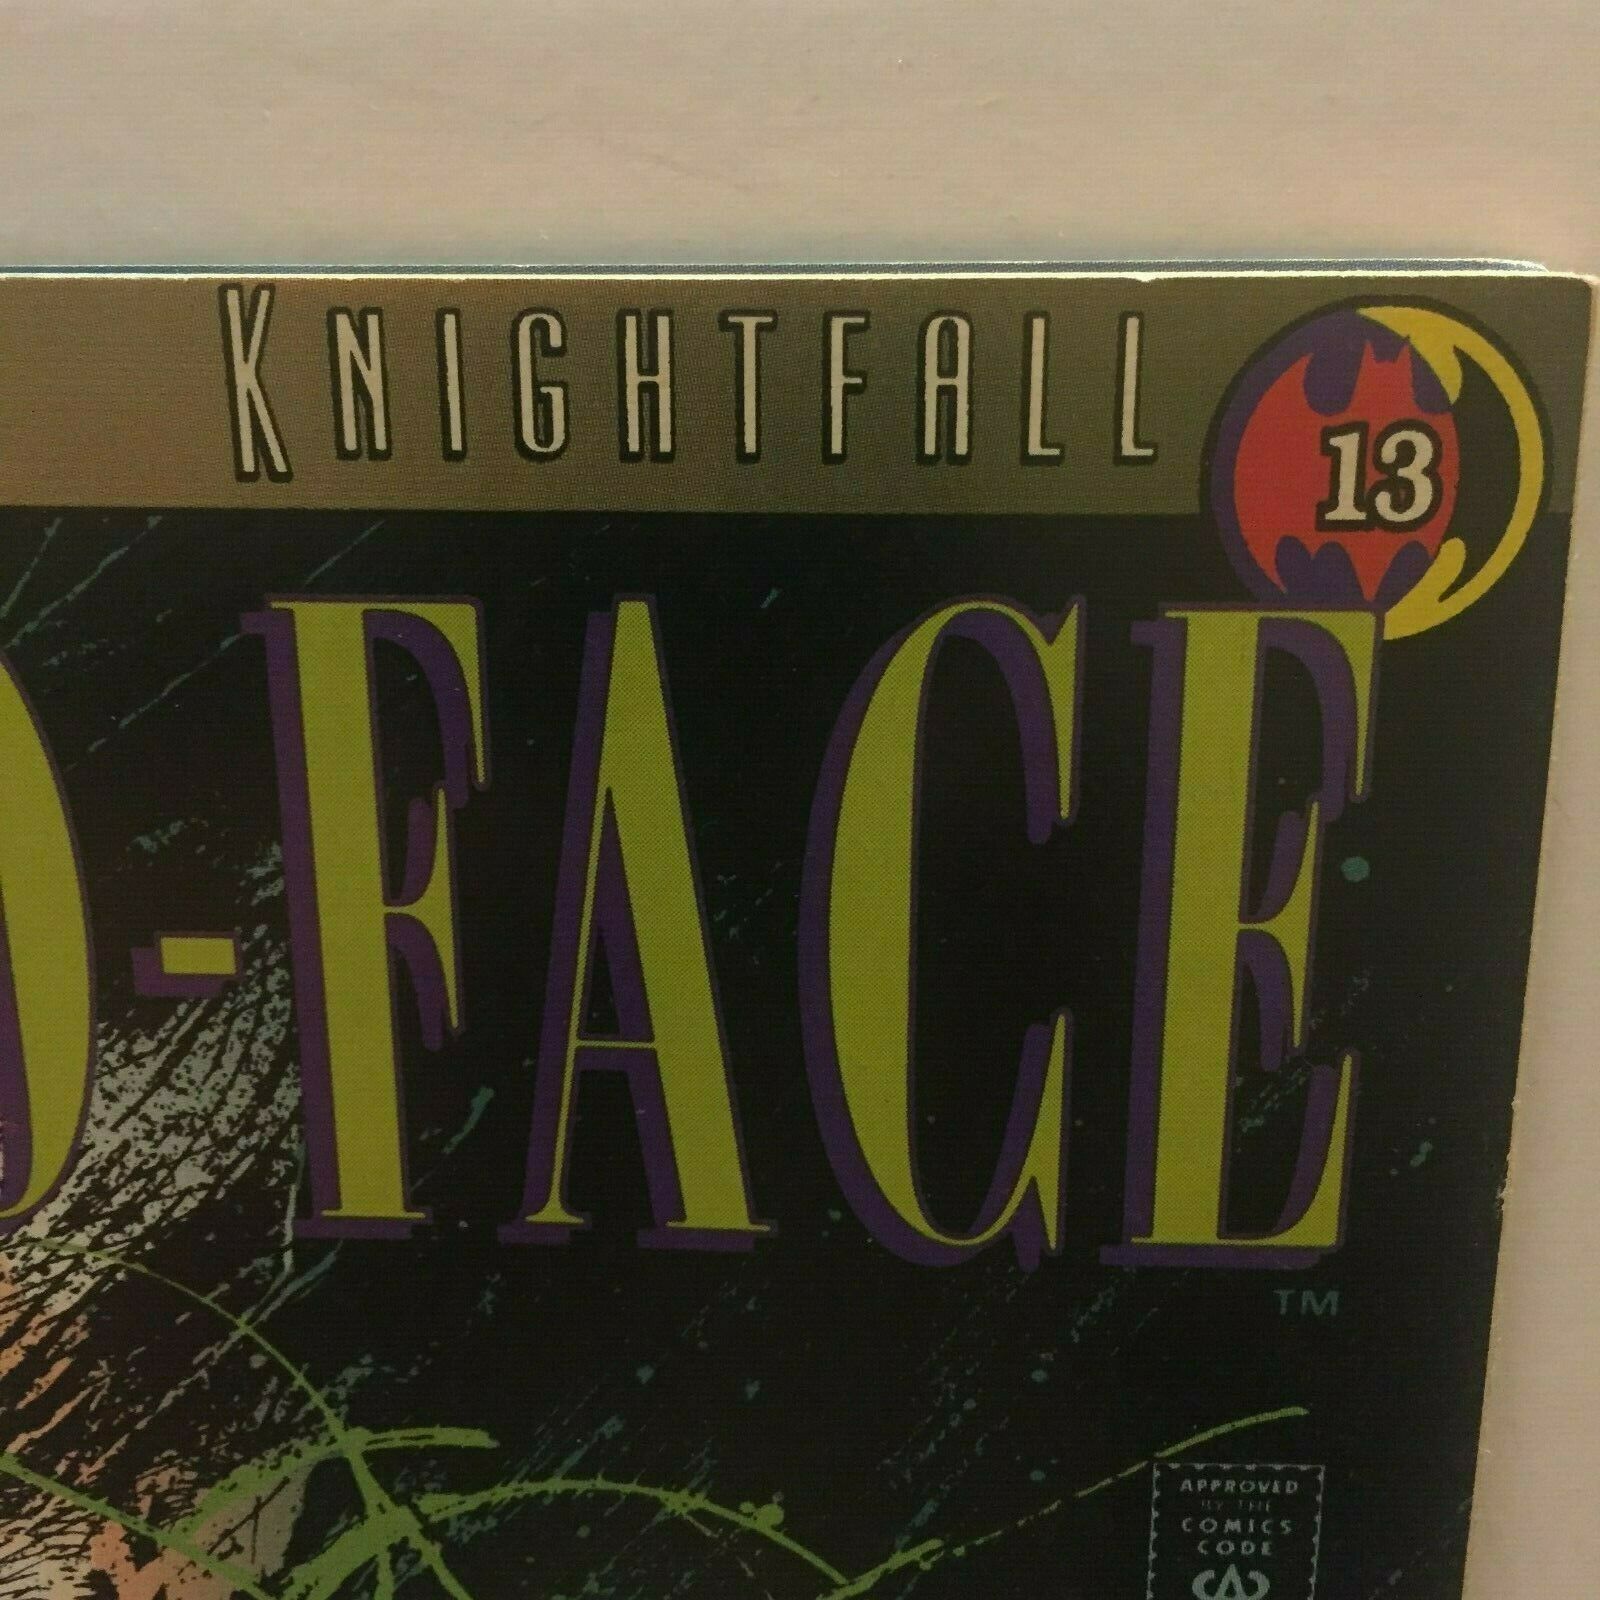 KNIGHTFALL
13
O-FACE
TM
APPROVED
BY THE
COMICS
CODE